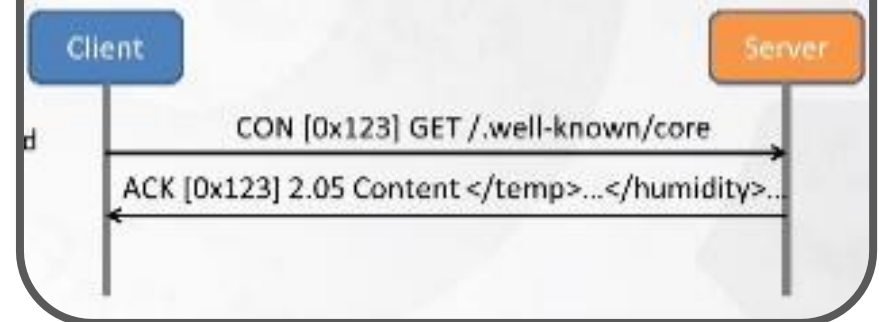 Client
Server
d
CON [0x123] GET /.well-known/core
ACK [0x123] 2.05 Content </temp>...</humidity>...